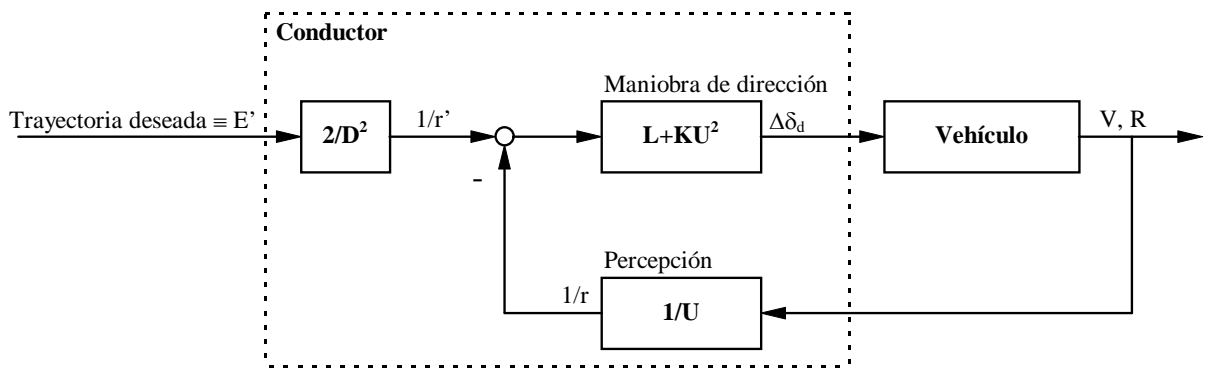 Conductor
Maniobra de dirección
Trayectoria deseada ≡ E’
2/D²
1/r’
L+KU²
Δδd
Vehículo
V, R
-
Percepción
1/r
1/U